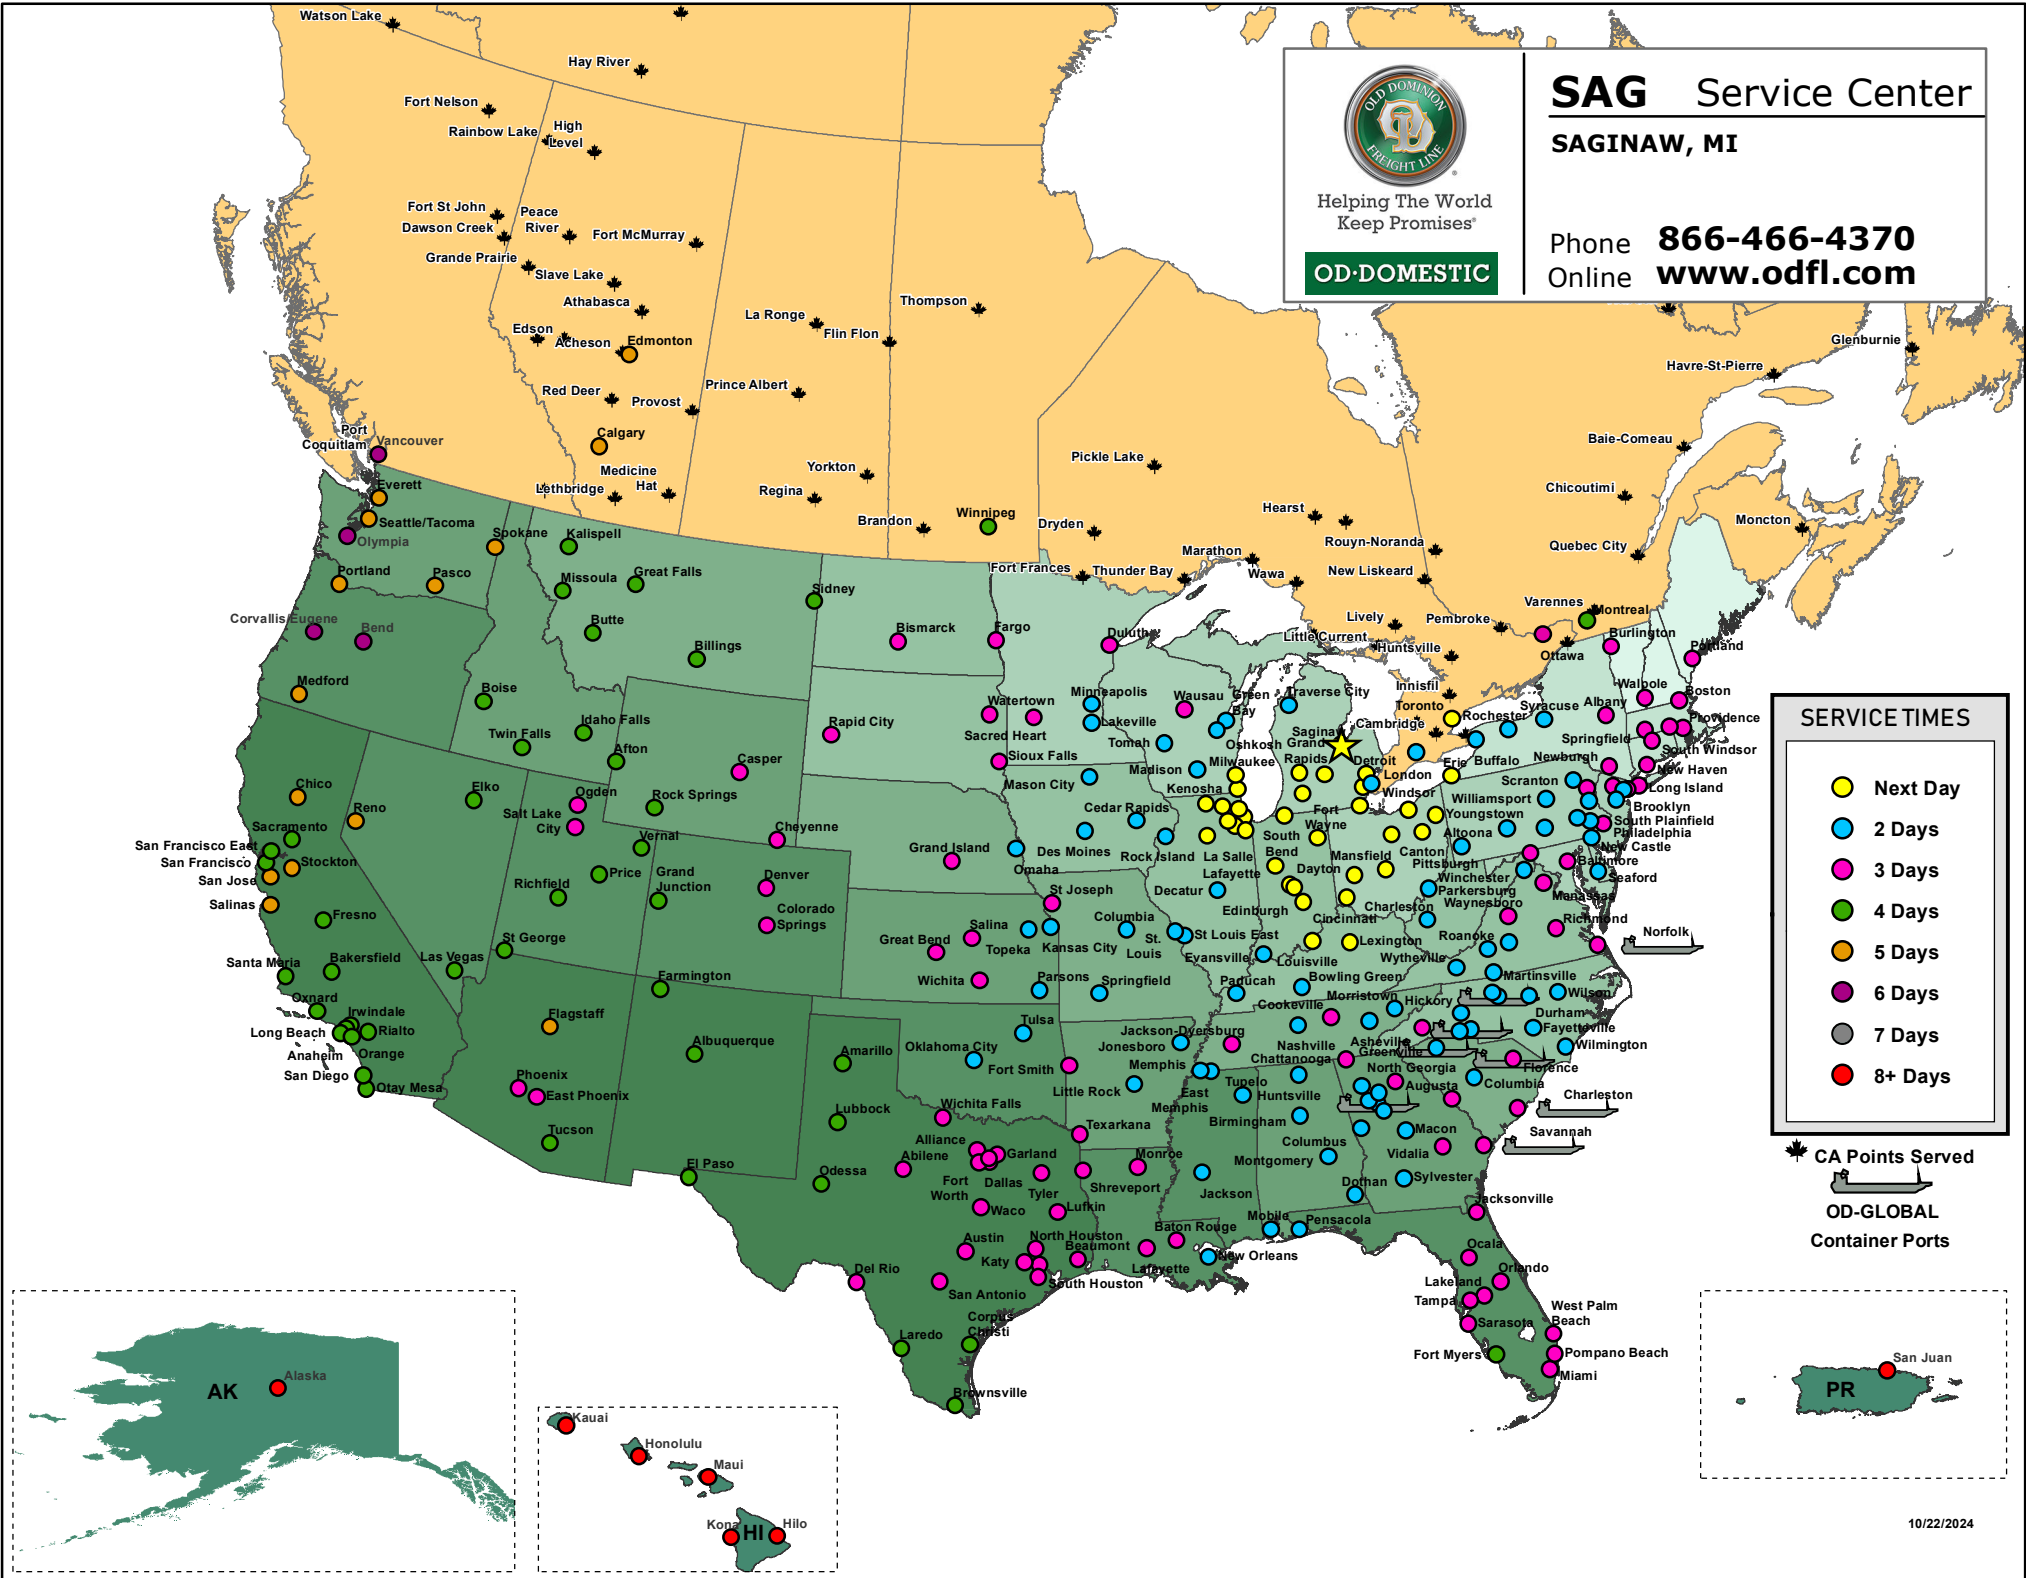 OLD DOMINION
FREIGHT LINE
Helping The World
Keep Promises®
OD·DOMESTIC
SAG Service Center
SAGINAW, MI
Phone 866-466-4370
Online www.odfl.com
Watson Lake
Hay River
Fort Nelson
Rainbow Lake
High
Level
Fort St John
Dawson Creek
Peace
River
Fort McMurray
Grande Prairie
Slave Lake
Athabasca
Edson
Acheson
Edmonton
La Ronge
Flin Flon
Thompson
Red Deer
Provost
Prince Albert
Calgary
Medicine
Hat
Lethbridge
Yorkton
Regina
Brandon
Winnipeg
Pickle Lake
Dryden
Fort Frances
Thunder Bay
Marathon
Wawa
Hearst
Rouyn-Noranda
New Liskeard
Lively
Little Current
Pembroke
Huntsville
Innisfil
Toronto
Cambridge
Varennes
Montreal
Ottawa
Glenburnie
Havre-St-Pierre
Baie-Comeau
Chicoutimi
Quebec City
Moncton
Port
Coquitlam
Vancouver
Everett
Seattle/Tacoma
Olympia
Spokane
Portland
Pasco
Corvallis/Eugene
Bend
Medford
Kalispell
Missoula
Great Falls
Butte
Billings
Sidney
Boise
Idaho Falls
Twin Falls
Afton
Bismarck
Fargo
Duluth
Rapid City
Watertown
Sacred Heart
Sioux Falls
Minneapolis
Lakeville
Wausau
Green
Bay
Oshkosh
Tomah
Madison
Milwaukee
Kenosha
Traverse City
Saginaw
Grand
Rapids
Detroit
London
Windsor
Chico
Reno
Elko
Ogden
Salt Lake
City
Rock Springs
Casper
Cheyenne
Vernal
Sacramento
San Francisco East
San Francisco
Stockton
San Jose
Salinas
Fresno
Richfield
Price
Grand
Junction
Denver
Colorado
Springs
St George
Las Vegas
Santa Maria
Bakersfield
Oxnard
Irwindale
Rialto
Long Beach
Anaheim
Orange
San Diego
Otay Mesa
Farmington
Flagstaff
Albuquerque
Phoenix
East Phoenix
Tucson
El Paso
Mason City
Cedar Rapids
Des Moines
Rock Island
Omaha
Grand Island
St Joseph
Salina
Topeka
Kansas City
Great Bend
Wichita
Parsons
Columbia
St.
Louis
St Louis East
Springfield
La Salle
Decatur
South
Bend
Lafayette
Fort
Wayne
Edinburgh
Dayton
Mansfield
Cincinnati
Canton
Youngstown
Erie
Buffalo
Rochester
Syracuse
Albany
Burlington
Portland
Walpole
Boston
Providence
Springfield
South Windsor
New Haven
Newburgh
Long Island
Brooklyn
South Plainfield
Philadelphia
New Castle
Scranton
Williamsport
Altoona
Pittsburgh
Baltimore
Seaford
Manassas
Winchester
Parkersburg
Waynesboro
Charleston
Richmond
Norfolk
Roanoke
Wytheville
Martinsville
Lexington
Louisville
Evansville
Paducah
Bowling Green
Cookeville
Morristown
Hickory
Wilson
Durham
Fayetteville
Wilmington
Asheville
Greenville
Florence
Columbia
Charleston
Savannah
Augusta
North Georgia
Chattanooga
Nashville
Jackson-Dyersburg
Jonesboro
Memphis
East
Memphis
Tupelo
Huntsville
Birmingham
Columbus
Montgomery
Macon
Vidalia
Sylvester
Dothan
Tulsa
Oklahoma City
Fort Smith
Little Rock
Amarillo
Lubbock
Wichita Falls
Texarkana
Alliance
Abilene
Garland
Fort
Worth
Dallas
Tyler
Monroe
Shreveport
Jackson
Odessa
Waco
Lufkin
Austin
North Houston
Katy
Beaumont
South Houston
Del Rio
San Antonio
Corpus
Christi
Laredo
Brownsville
Baton Rouge
Lafayette
New Orleans
Mobile
Pensacola
Jacksonville
Ocala
Orlando
Lakeland
Tampa
Sarasota
West Palm
Beach
Fort Myers
Pompano Beach
Miami
SERVICE TIMES
Next Day
2 Days
3 Days
4 Days
5 Days
6 Days
7 Days
8+ Days
CA Points Served
OD-GLOBAL
Container Ports
AK
Alaska
Kauai
Honolulu
Maui
Kona
HI
Hilo
San Juan
PR
10/22/2024